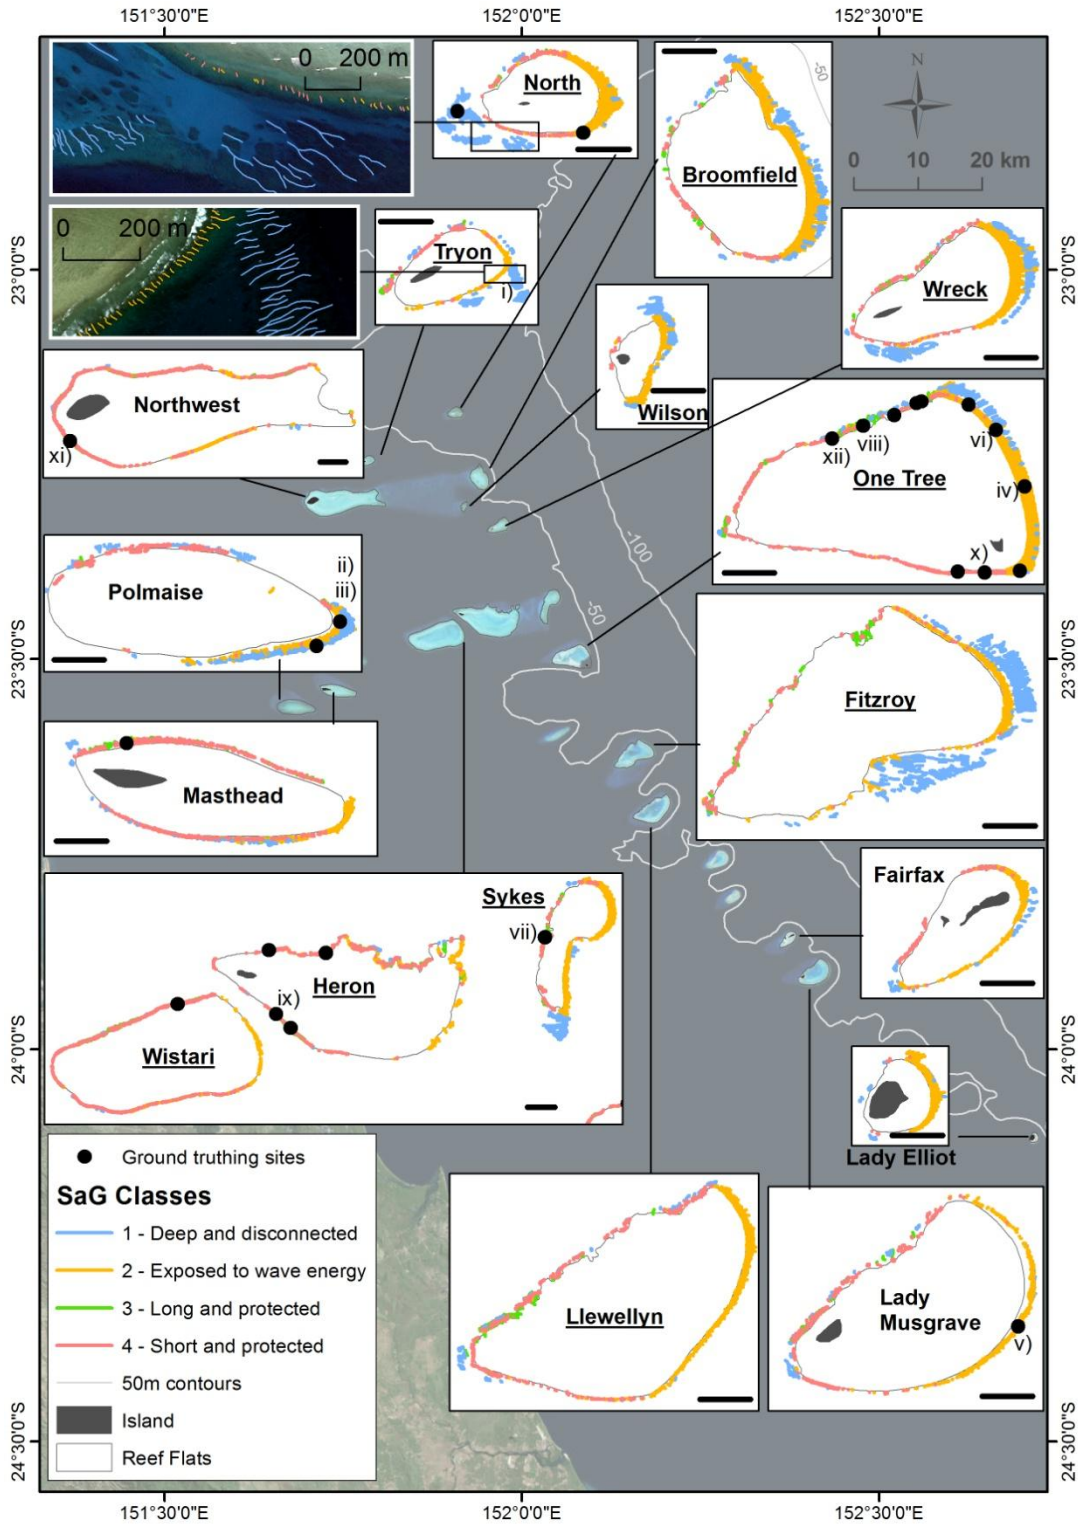 151°30'0"E 152°0'0"E 152°30'0"E
0 200 m
North
-50
N
Broomfield
0 10 20 km
0 200 m
Tryon
i)
23°0'0"S
23°0'0"S
Wreck
Wilson
Northwest
xi)
xii)
viii)
vi)
One Tree
iv)
x)
-100
-50
Polmaise
ii)
iii)
23°30'0"S
23°30'0"S
Fitzroy
Masthead
Fairfax
Sykes
vii)
Heron
ix)
Wistari
24°0'0"S
24°0'0"S
Lady Elliot
Ground truthing sites
SaG Classes
1 - Deep and disconnected
2 - Exposed to wave energy
3 - Long and protected
4 - Short and protected
50m contours
Island
Reef Flats
Llewellyn
Lady
Musgrave
v)
24°30'0"S
24°30'0"S
151°30'0"E 152°0'0"E 152°30'0"E